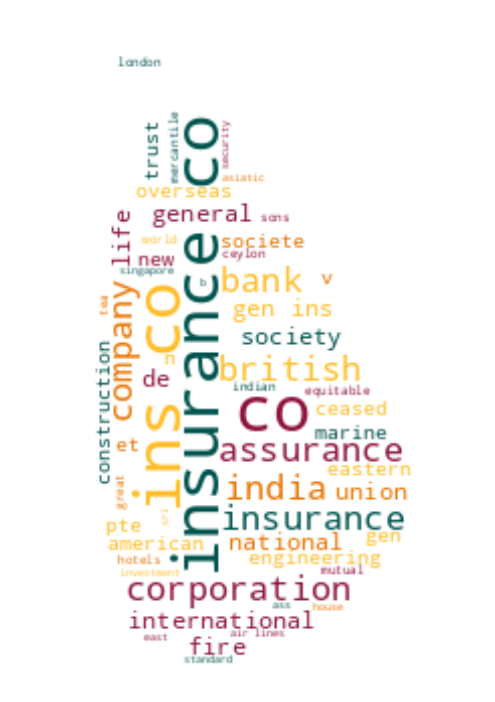 london
trust
mercantile
insurance co
security
asiatic
overseas
life
general
sons
world
societe
new
ceylon
singapore
b
bank
v
tea
company
ins co
gen ins
construction
society
n
british
de
indian
equitable
co
ceased
marine
et
assurance
eastern
great
india
union
sri
insurance
pte
american
national
gen
hotels
engineering
investment
mutual
corporation
ass
house
international
east
air lines
fire
standard